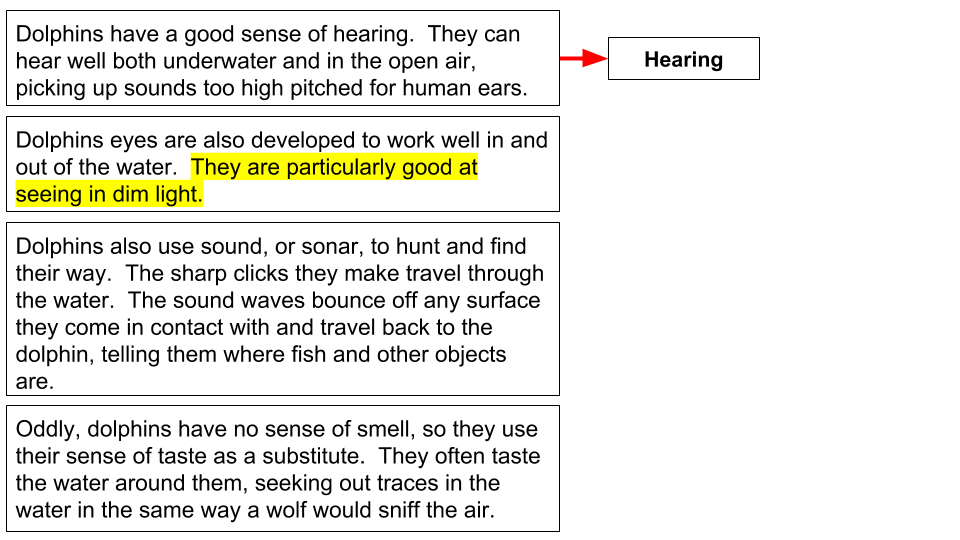 Dolphins have a good sense of hearing.  They can
hear well both underwater and in the open air,
picking up sounds too high pitched for human ears.
Hearing
Dolphins eyes are also developed to work well in and
out of the water.  They are particularly good at
seeing in dim light.
Dolphins also use sound, or sonar, to hunt and find
their way.  The sharp clicks they make travel through
the water.  The sound waves bounce off any surface
they come in contact with and travel back to the
dolphin, telling them where fish and other objects
are.
Oddly, dolphins have no sense of smell, so they use
their sense of taste as a substitute.  They often taste
the water around them, seeking out traces in the
water in the same way a wolf would sniff the air.